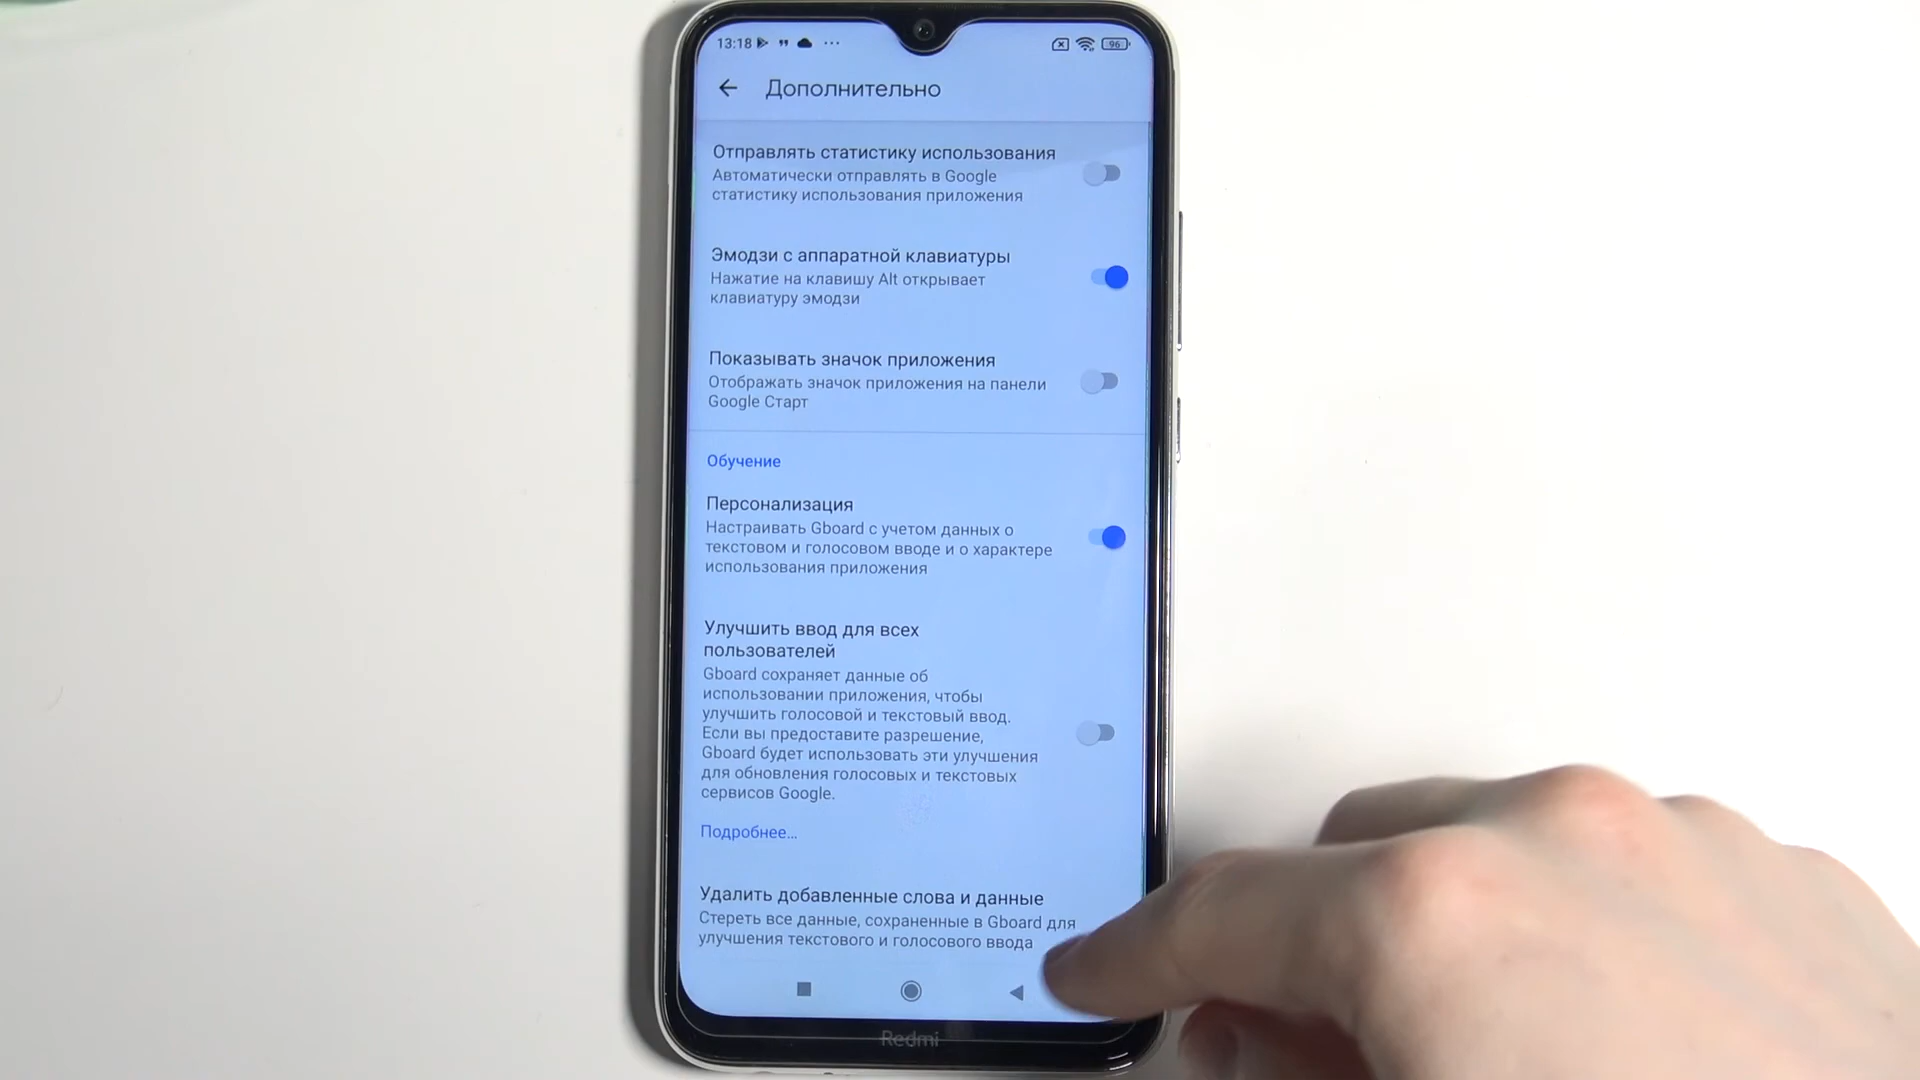 13:18
96
Дополнительно
Отправлять статистику использования
Автоматически отправлять в Google
статистику использования приложения
Эмодзи с аппаратной клавиатуры
Нажатие на клавишу Alt открывает
клавиатуру эмодзи
Показывать значок приложения
Отображать значок приложения на панели
Google Старт
Обучение
Персонализация
Настраивать Gboard с учетом данных о
текстовом и голосовом вводе и о характере
использования приложения
Улучшить ввод для всех
пользователей
Gboard сохраняет данные об
использовании приложения, чтобы
улучшить голосовой и текстовый ввод.
Если вы предоставите разрешение,
Gboard будет использовать эти улучшения
для обновления голосовых и текстовых
сервисов Google.
Подробнее...
Удалить добавленные слова и данные
Стереть все данные, сохраненные в Gboard для
улучшения текстового и голосового ввода
Redmi